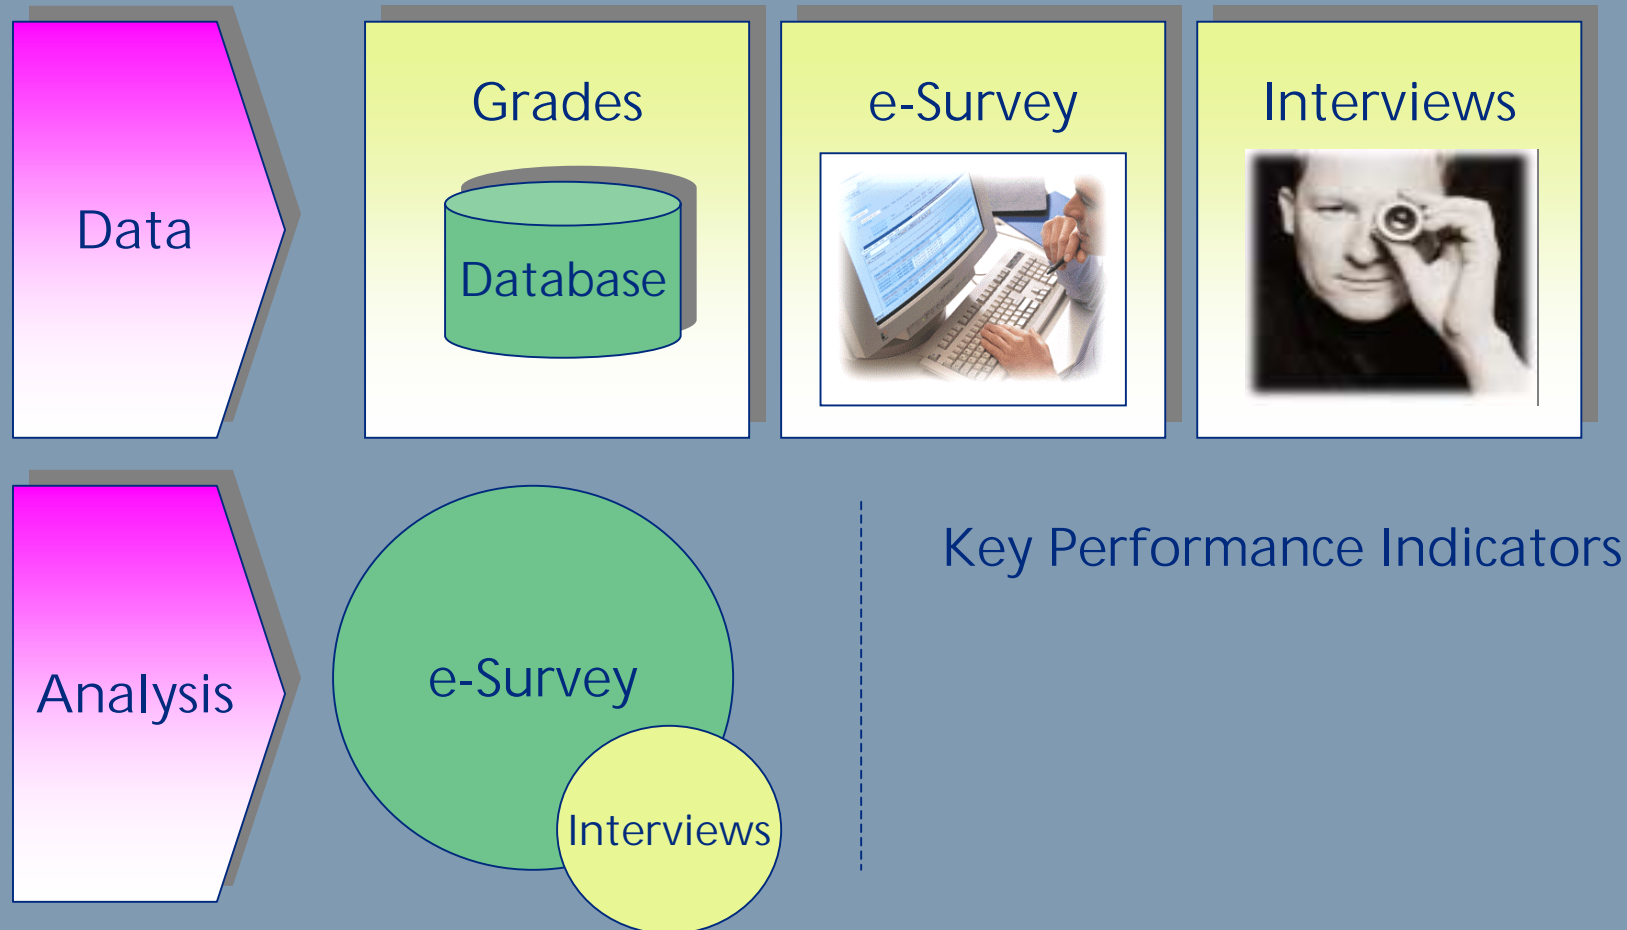 Data
Grades
Database
e-Survey
Interviews
Analysis
e-Survey
Interviews
Key Performance Indicators